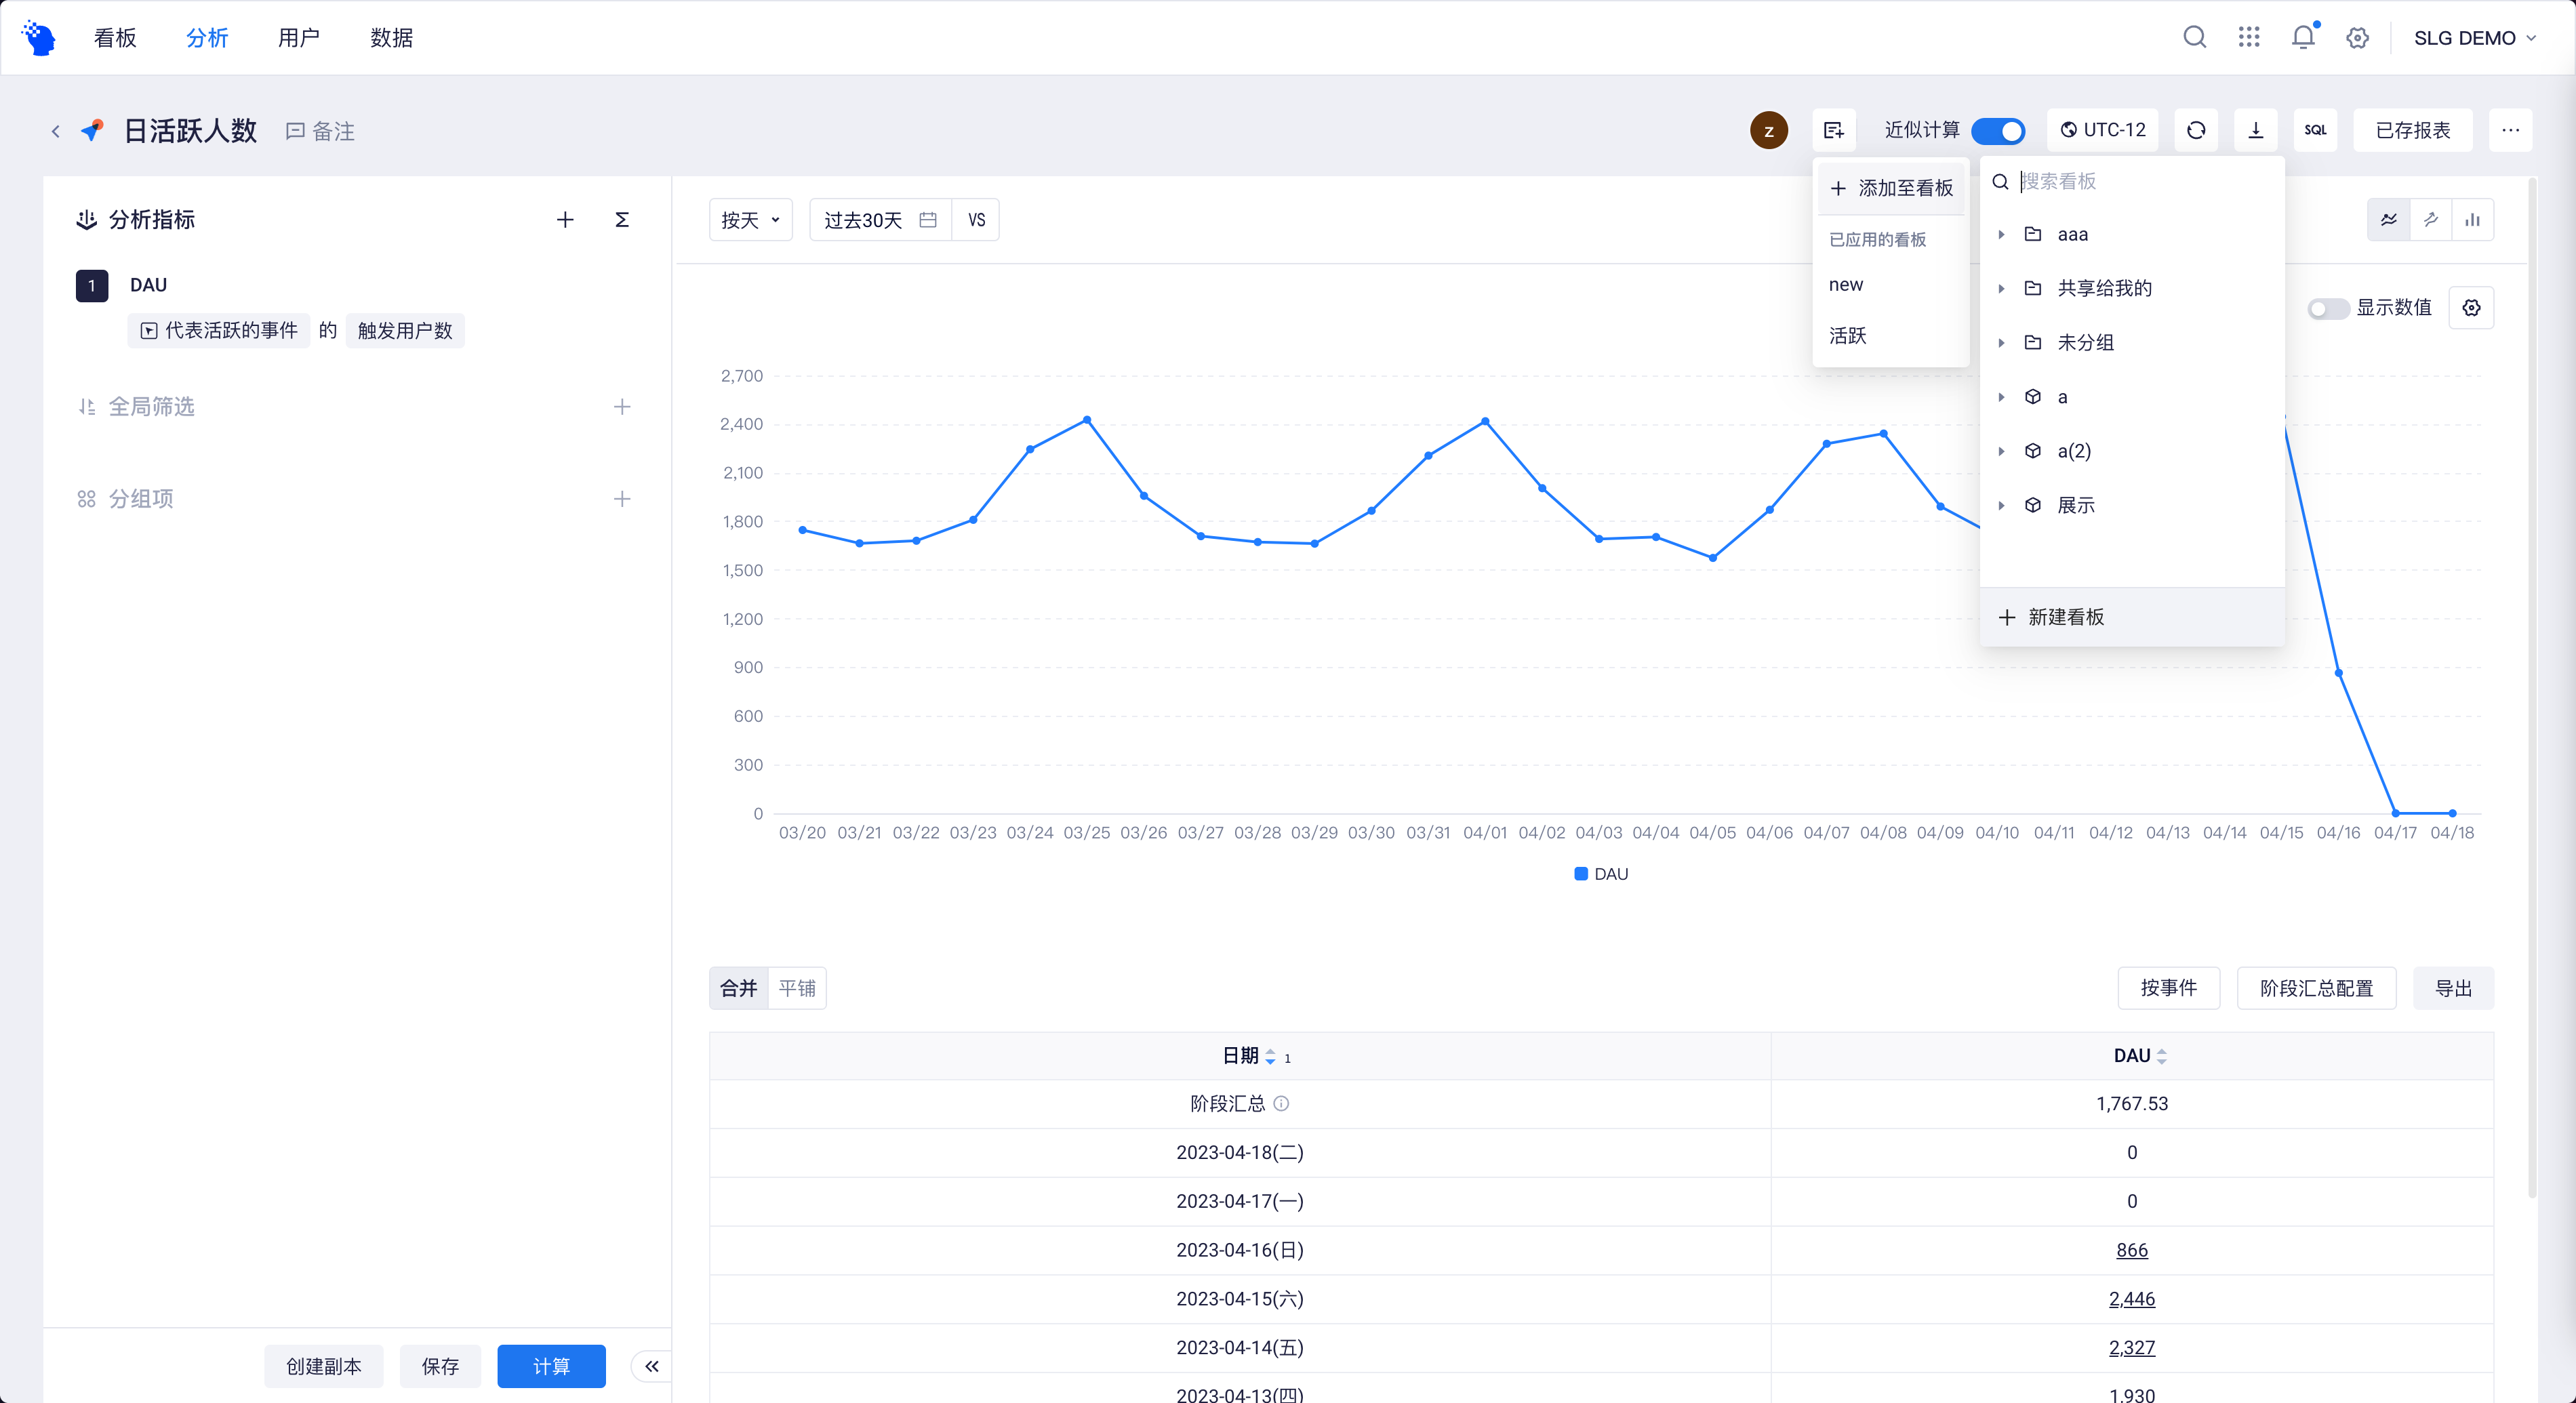 看板 分析 用户 数据 SLG DEMO
日活跃人数 备注 z 近似计算 UTC-12 SQL 已存报表
分析指标
1 DAU
代表活跃的事件 的 触发用户数
全局筛选
分组项
创建副本 保存 计算
按天 过去30天 VS
添加至看板
已应用的看板
new
活跃
搜索看板
aaa
共享给我的
未分组
a
a(2)
展示
新建看板
显示数值
2,700
2,400
2,100
1,800
1,500
1,200
900
600
300
0
03/20 03/21 03/22 03/23 03/24 03/25 03/26 03/27 03/28 03/29 03/30 03/31 04/01 04/02 04/03 04/04 04/05 04/06 04/07 04/08 04/09 04/10 04/11 04/12 04/13 04/14 04/15 04/16 04/17 04/18
DAU
合并 平铺 按事件 阶段汇总配置 导出
日期 1 DAU
阶段汇总 1,767.53
2023-04-18(二) 0
2023-04-17(一) 0
2023-04-16(日) 866
2023-04-15(六) 2,446
2023-04-14(五) 2,327
2023-04-13(四) 1,930